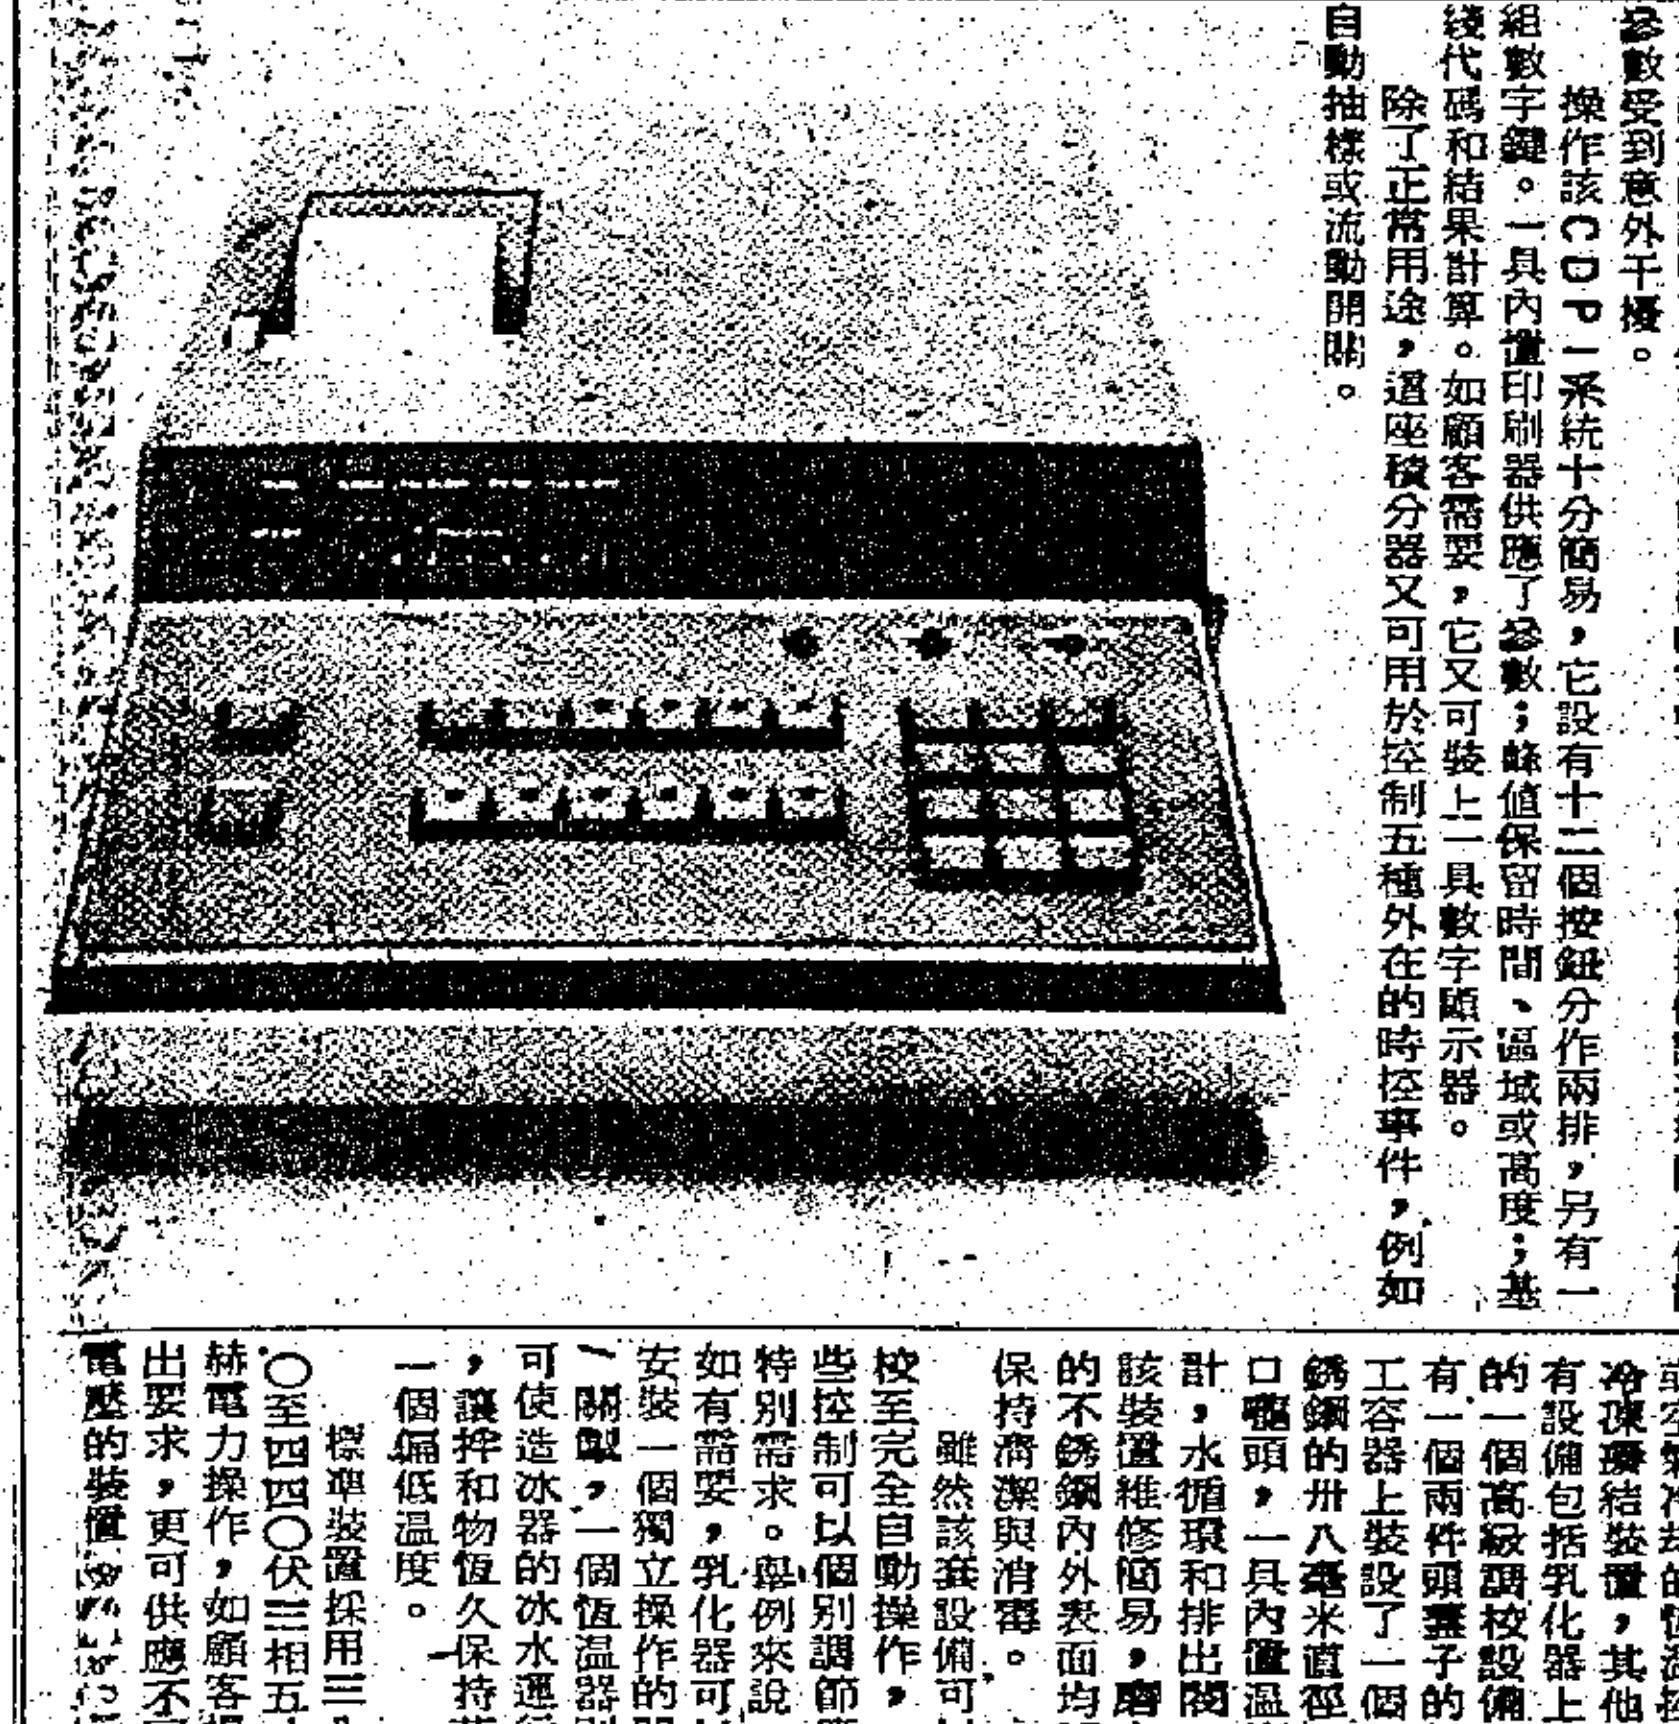 參數受到意外干擾。
操作該CDP一系統十分簡易，它設有十二個按鈕分作兩排，另有一
組數字鍵。一具內置印刷器供應了參數；峰值保留時間、區域或高度；基
綫代碼和結果計算。如顧客需要，它又可裝上一具數字顯示器。
除了正常用途，這座積分器又可用於控制五種外在的時控事件，例如
自動抽樣或流動開關。
冷凍凝結裝置，其他
有設備包括乳化器上
的一個高級調校設備
有一個兩件頭蓋子的
工容器上裝設了一個
銹鋼的卅八毫米直徑
口嘴頭，一具內置溫
計，水循環和排出閥
該裝置維修簡易，磨
的不銹鋼內外表面均
保持清潔與消毒。
雖然該套設備可
校至完全自動操作，
些控制可以個別調節
特別需求。舉例來說
如有需要，乳化器可
安裝一個獨立操作的
關掣，一個恆溫器
可使造冰器的冰水運
，讓拌和物恆久保持
一個偏低溫度。
標準裝置採用三
〇至四四〇伏三相五
赫電力操作，如顧客
出要求，更可供應不
電壓的裝置